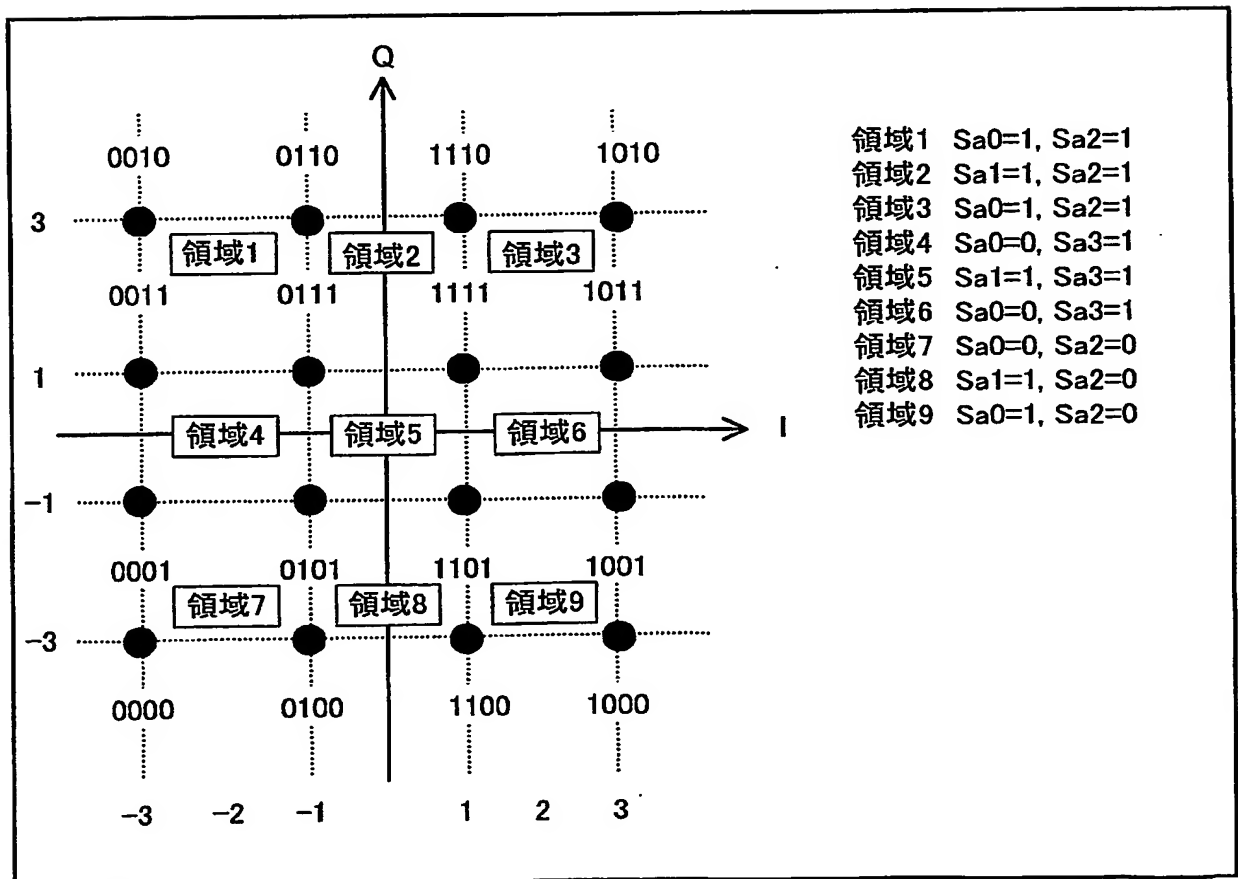 Q
0010 0110 1110 1010
3
領域1 領域2 領域3
0011 0111 1111 1011
1
領域4 領域5 領域6
I
-1
0001 0101 1101 1001
領域7 領域8 領域9
-3
0000 0100 1100 1000
-3 -2 -1 1 2 3
領域1 Sa0=1, Sa2=1
領域2 Sa1=1, Sa2=1
領域3 Sa0=1, Sa2=1
領域4 Sa0=0, Sa3=1
領域5 Sa1=1, Sa3=1
領域6 Sa0=0, Sa3=1
領域7 Sa0=0, Sa2=0
領域8 Sa1=1, Sa2=0
領域9 Sa0=1, Sa2=0